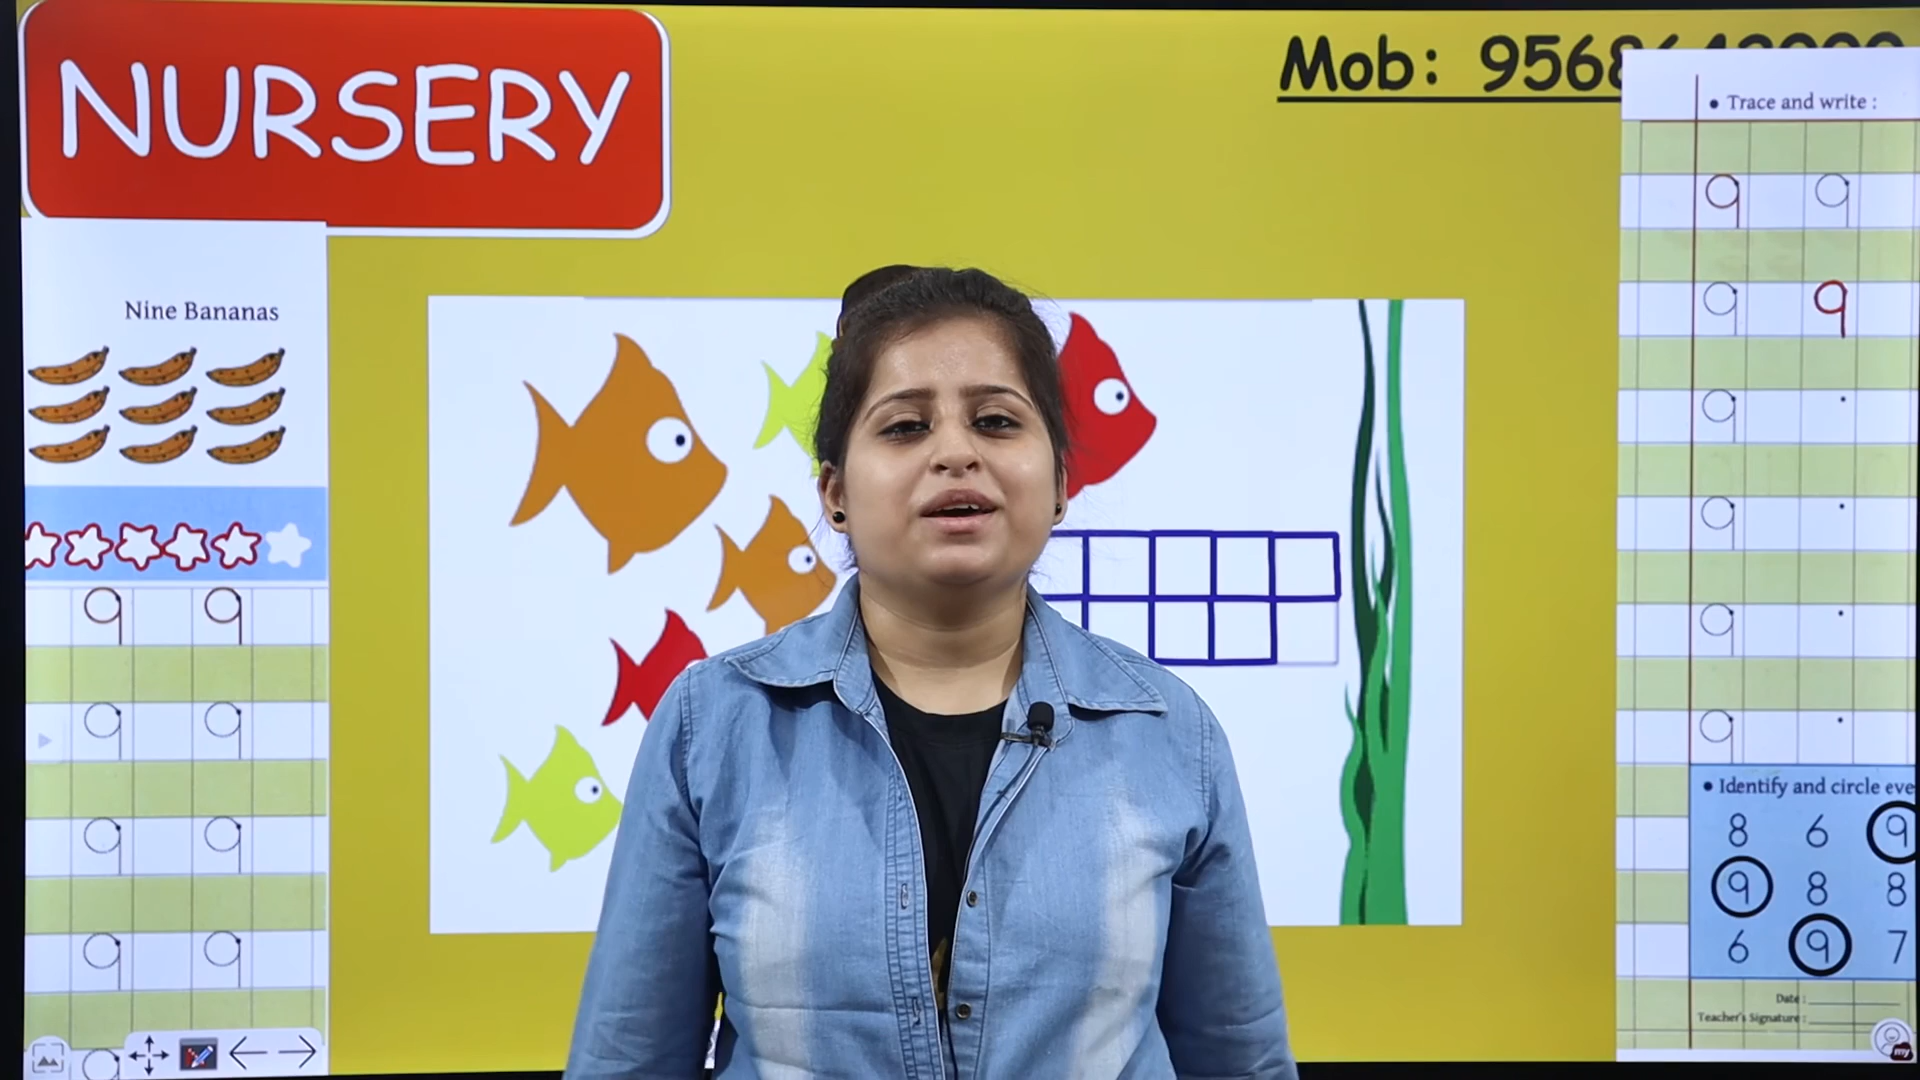 NURSERY
Mob: 9568
Nine Bananas
9 9
9 9
9 9
9 9
• Trace and write :
9 9
9 9
9
9
9
9
• Identify and circle eve
8 6 9
9 8 8
6 9 7
Date :
Teacher's Signature :
my